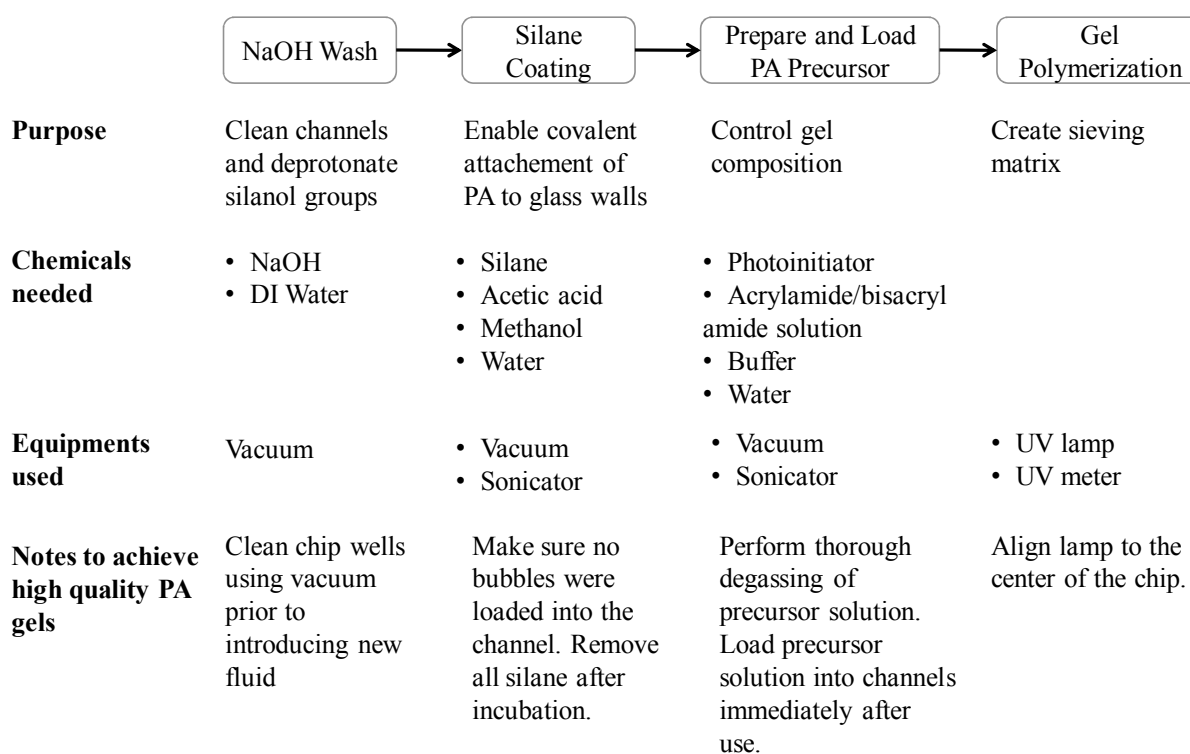 NaOH Wash
Silane
Coating
Prepare and Load
PA Precursor
Gel
Polymerization
Purpose
Clean channels
and deprotonate
silanol groups
Enable covalent
attachement of
PA to glass walls
Control gel
composition
Create sieving
matrix
Chemicals
needed
• NaOH
• DI Water
• Silane
• Acetic acid
• Methanol
• Water
• Photoinitiator
• Acrylamide/bisacryl
amide solution
• Buffer
• Water
Equipments
used
Vacuum
• Vacuum
• Sonicator
• Vacuum
• Sonicator
• UV lamp
• UV meter
Notes to achieve
high quality PA
gels
Clean chip wells
using vacuum
prior to
introducing new
fluid
Make sure no
bubbles were
loaded into the
channel. Remove
all silane after
incubation.
Perform thorough
degassing of
precursor solution.
Load precursor
solution into channels
immediately after
use.
Align lamp to the
center of the chip.